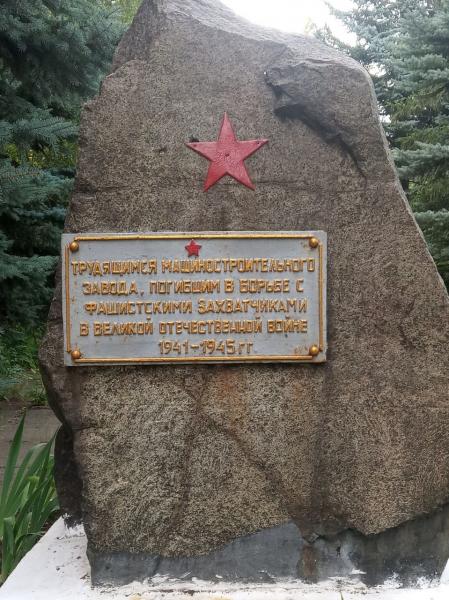 ТРУДЯЩИМСЯ МАШИНОСТРОИТЕЛЬНОГО
ЗАВОДА, ПОГИБШИМ В БОРЬБЕ С
ФАШИСТСКИМИ ЗАХВАТЧИКАМИ
В ВЕЛИКОЙ ОТЕЧЕСТВЕННОЙ ВОЙНЕ
1941-1945 ГГ.